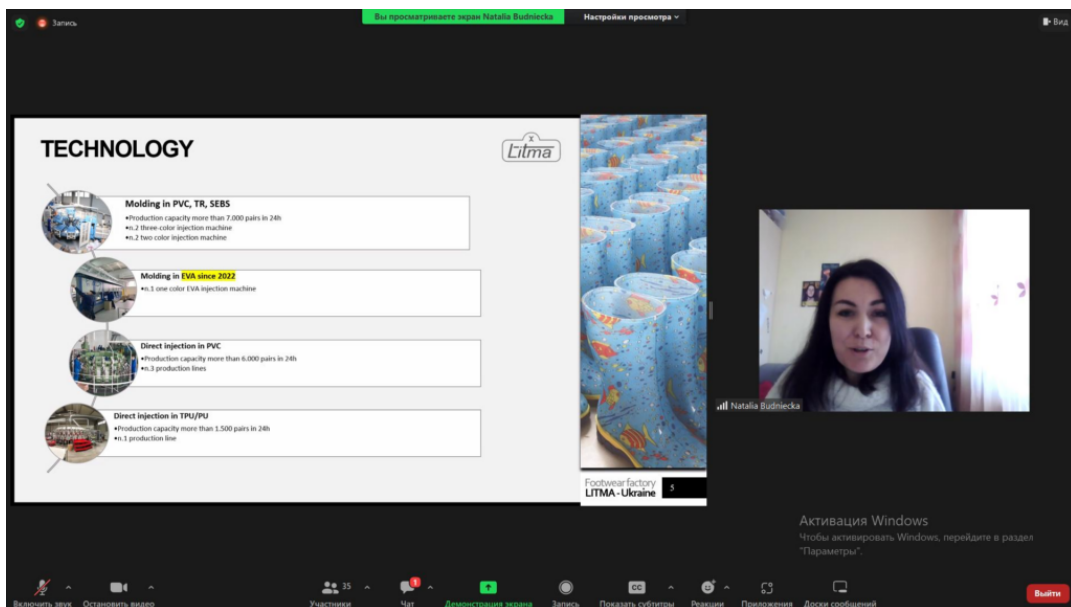 Запись
Вы просматриваете экран Natalia Budniecka
Настройки просмотра
Вид
TECHNOLOGY
x
Litma
Molding in PVC, TR, SEBS
•Production capacity more than 7.000 pairs in 24h
•n.2 three-color injection machine
•n.2 two color injection machine
Molding in EVA since 2022
•n.1 one color EVA injection machine
Direct injection in PVC
•Production capacity more than 6.000 pairs in 24h
•n.3 production lines
Direct injection in TPU/PU
•Production capacity more than 1.500 pairs in 24h
•n.1 production line
Footwear factory
LITMA - Ukraine
5
Natalia Budniecka
Активация Windows
Чтобы активировать Windows, перейдите в раздел
"Параметры".
Включить звук
Остановить видео
35
Участники
1
Чат
Демонстрация экрана
Запись
CC
Показать субтитры
Реакции
Приложения
Доски сообщений
Выйти